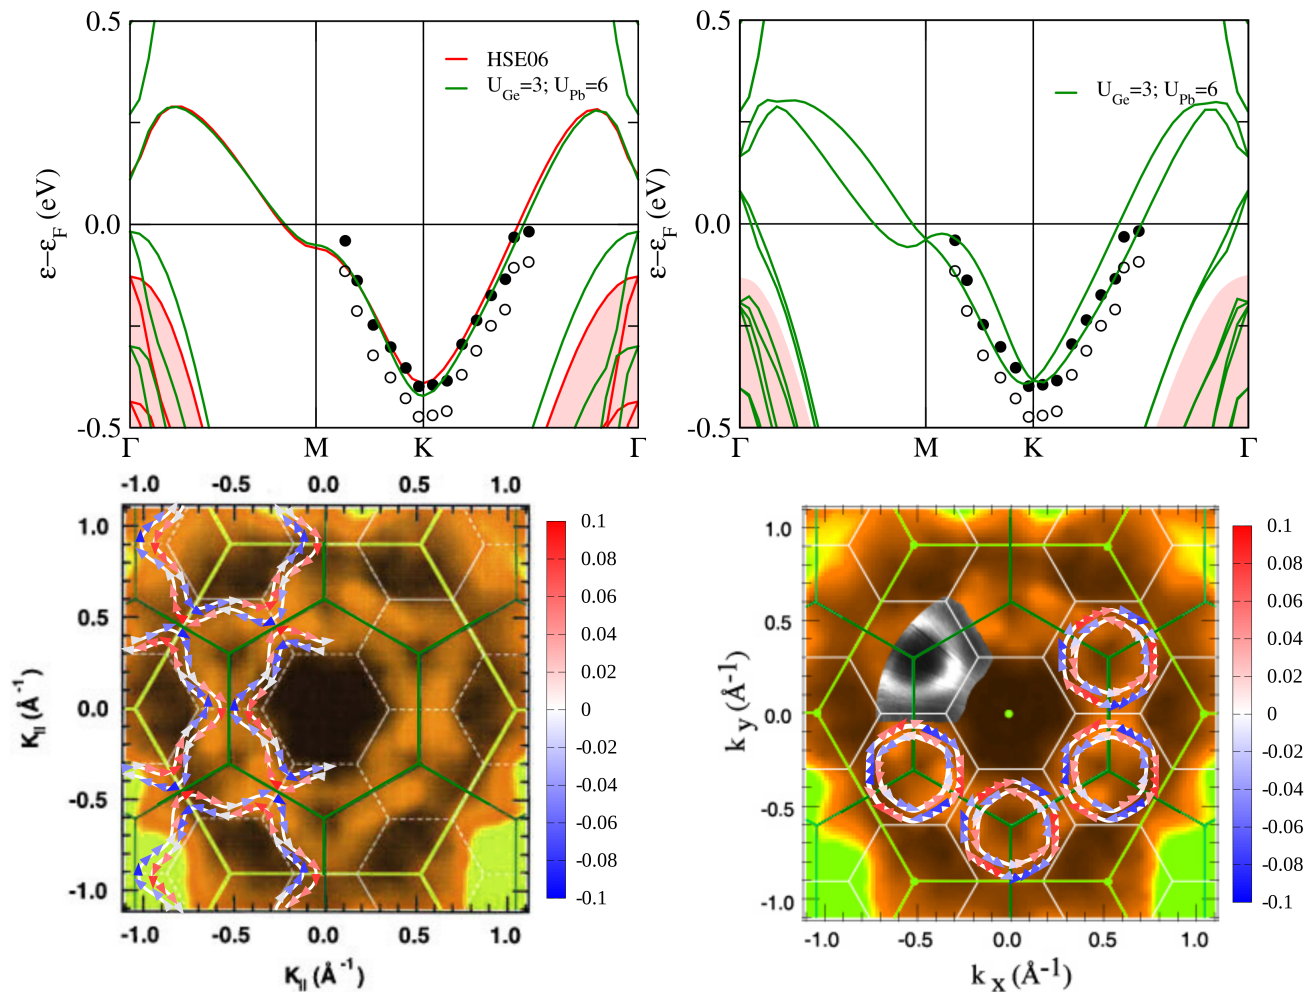 0.5
0.0
-0.5
ε-ε_F (eV)
HSE06
U_Ge=3; U_Pb=6
Γ
M
K
Γ
0.5
0.0
-0.5
ε-ε_F (eV)
U_Ge=3; U_Pb=6
Γ
M
K
Γ
-1.0 -0.5 0.0 0.5 1.0
1.0
0.5
0.0
-0.5
-1.0
K_|| (Å^-1)
-1.0 -0.5 0.0 0.5 1.0
K_|| (Å^-1)
0.1
0.08
0.06
0.04
0.02
0
-0.02
-0.04
-0.06
-0.08
-0.1
1.0
0.5
0.0
-0.5
-1.0
k_y (Å^-1)
-1.0 -0.5 0.0 0.5 1.0
k_x (Å^-1)
0.1
0.08
0.06
0.04
0.02
0
-0.02
-0.04
-0.06
-0.08
-0.1